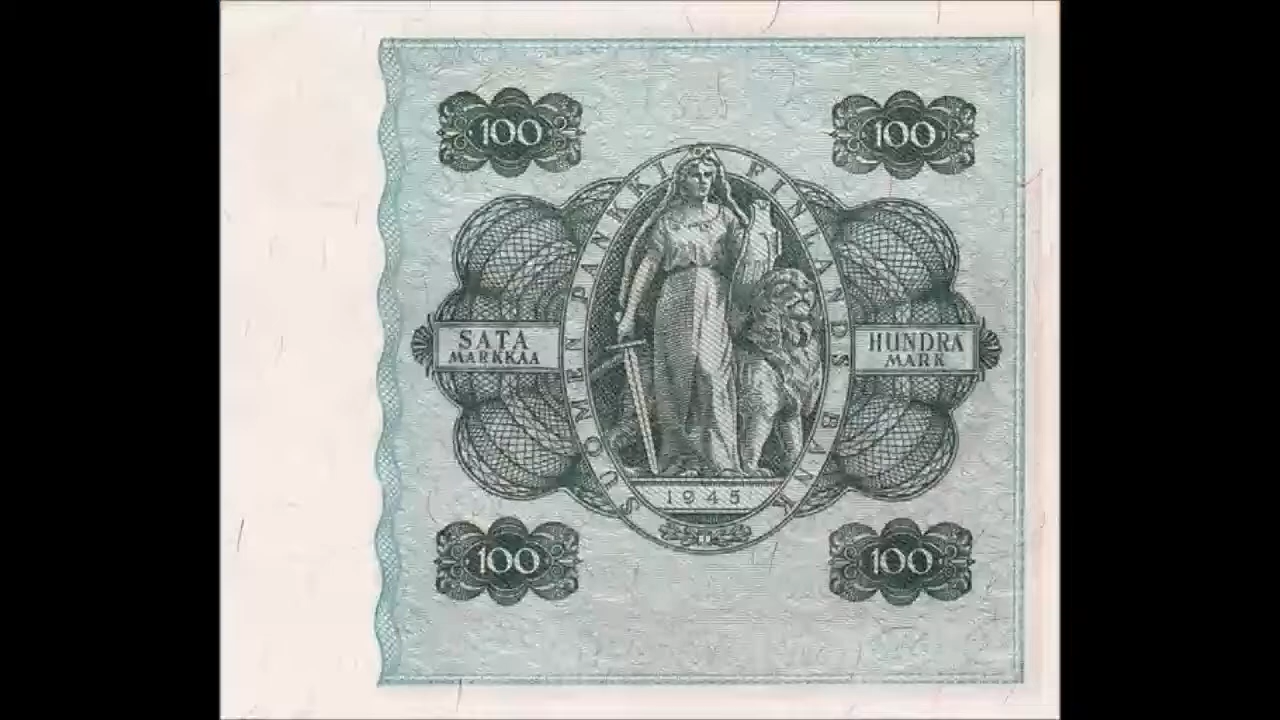 100
100
SUOMEN PANKKI
FINLANDS BANK
SATA
MARKKAA
HUNDRA
MARK
1945
100
100